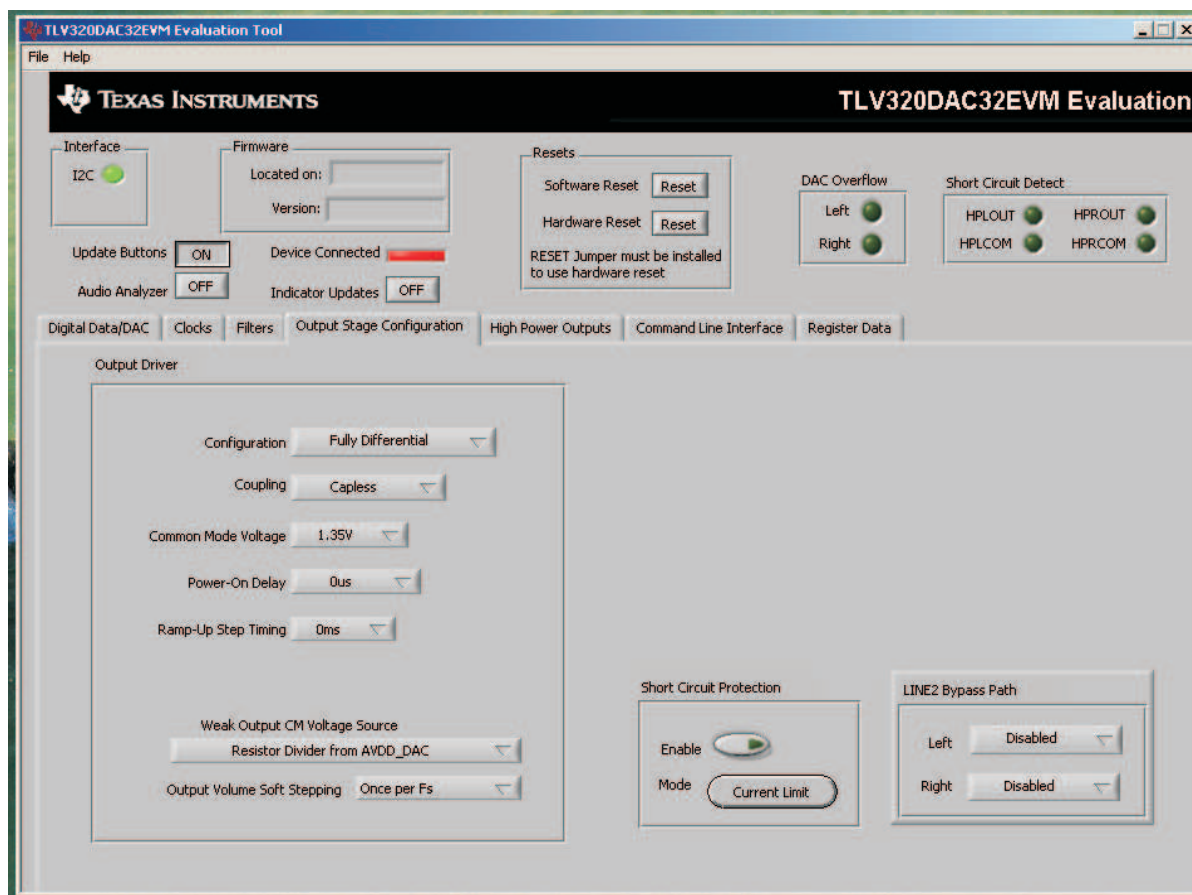 TLV320DAC32EVM Evaluation Tool
File Help
TEXAS INSTRUMENTS
TLV320DAC32EVM Evaluation
Interface
I2C
Firmware
Located on:
Version:
Resets
Software Reset Reset
Hardware Reset Reset
RESET Jumper must be installed
to use hardware reset
DAC Overflow
Left
Right
Short Circuit Detect
HPLOUT HPROUT
HPLCOM HPRCOM
Update Buttons ON
Device Connected
Audio Analyzer OFF
Indicator Updates OFF
Digital Data/DAC Clocks Filters Output Stage Configuration High Power Outputs Command Line Interface Register Data
Output Driver
Configuration Fully Differential
Coupling Capless
Common Mode Voltage 1.35V
Power-On Delay 0us
Ramp-Up Step Timing 0ms
Weak Output CM Voltage Source
Resistor Divider from AVDD_DAC
Output Volume Soft Stepping Once per Fs
Short Circuit Protection
Enable
Mode Current Limit
LINE2 Bypass Path
Left Disabled
Right Disabled